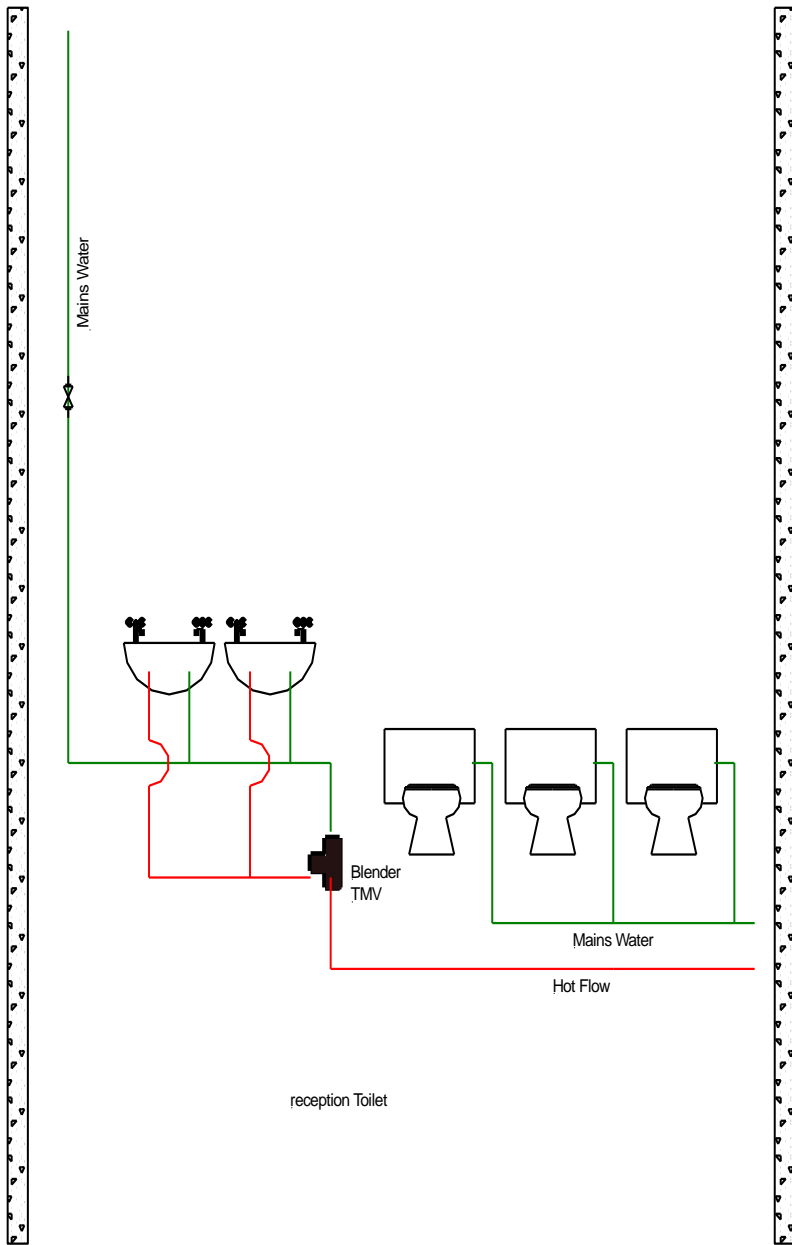 Mains Water
Blender
TMV
Mains Water
Hot Flow
reception Toilet